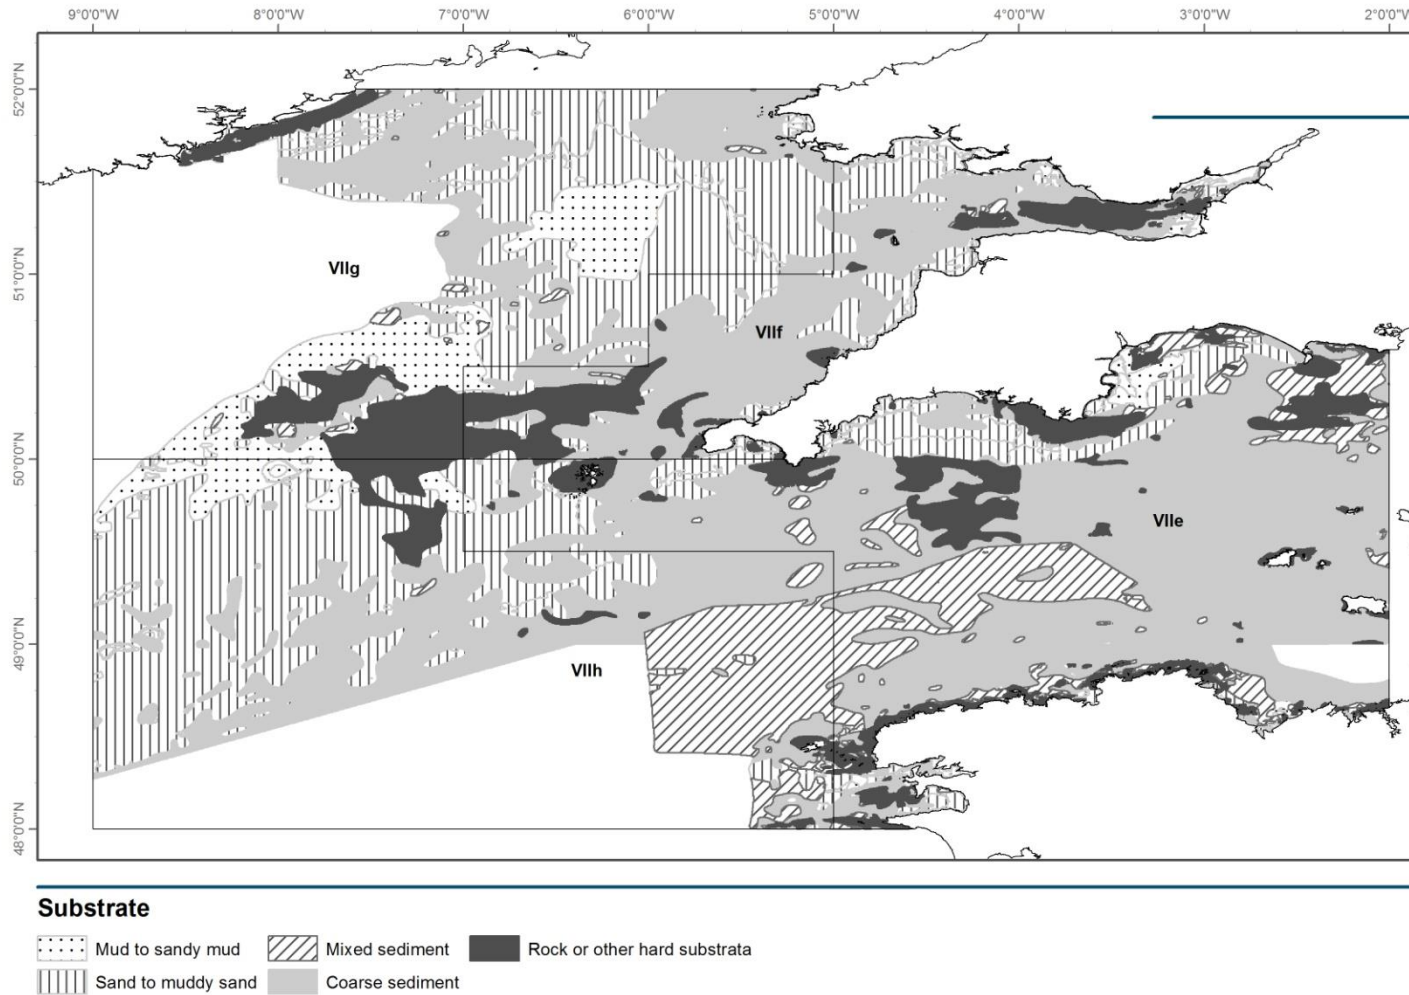 9°0'0"W 8°0'0"W 7°0'0"W 6°0'0"W 5°0'0"W 4°0'0"W 3°0'0"W 2°0'0"W
52°0'0"N
51°0'0"N
50°0'0"N
49°0'0"N
48°0'0"N
VIIg
VIIf
VIIe
VIIh
Substrate
Mud to sandy mud Mixed sediment Rock or other hard substrata
Sand to muddy sand Coarse sediment